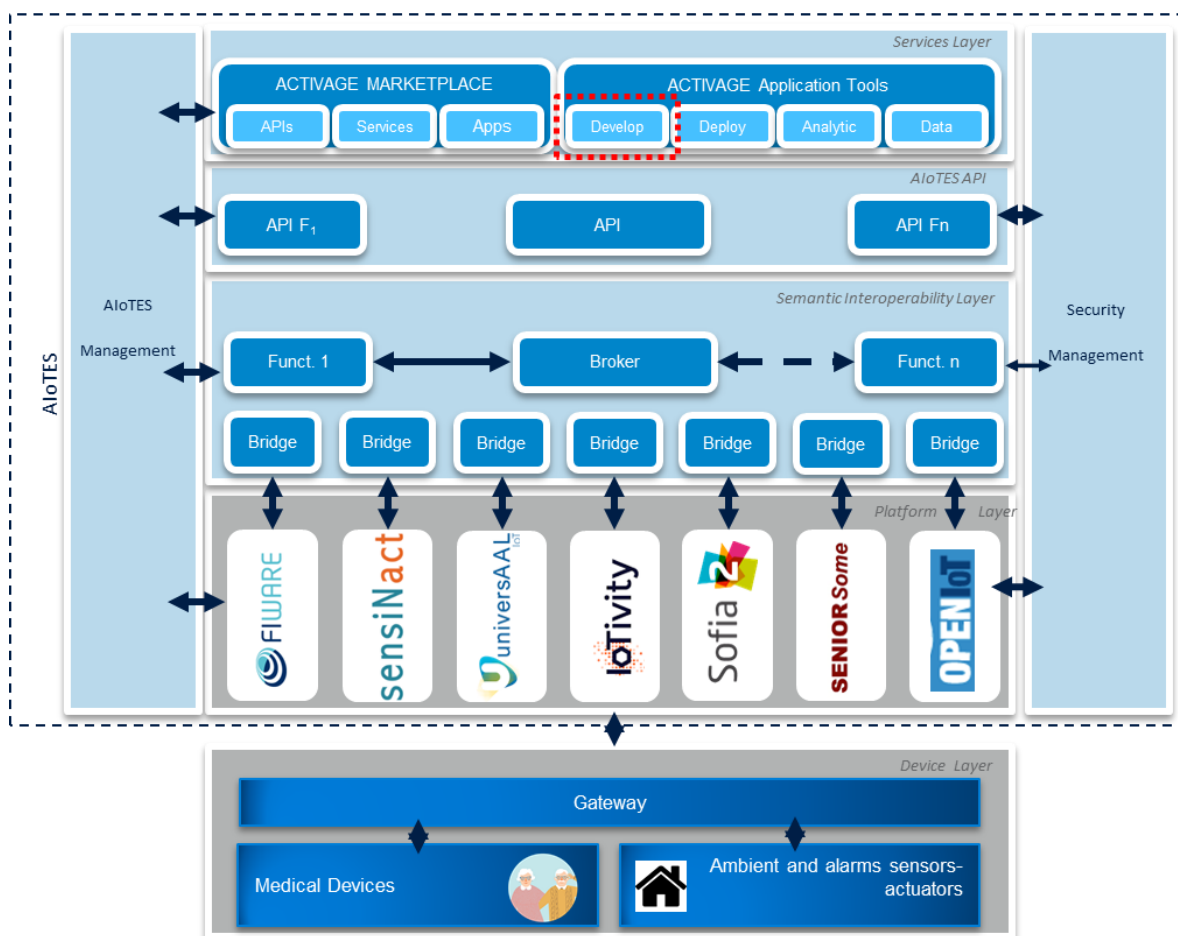 Services Layer
ACTIVAGE MARKETPLACE
ACTIVAGE Application Tools
APIs
Services
Apps
Develop
Deploy
Analytic
Data
AIoTES API
API F1
API
API Fn
Semantic Interoperability Layer
AIoTES
Management
Security
Management
AIoTES
Funct. 1
Broker
Funct. n
Bridge
Bridge
Bridge
Bridge
Bridge
Bridge
Bridge
Platform Layer
FIWARE
sensiNact
universAAL
IoT
IoTivity
Sofia2
SENIORSome
OPENIoT
Device Layer
Gateway
Medical Devices
Ambient and alarms sensors-
actuators